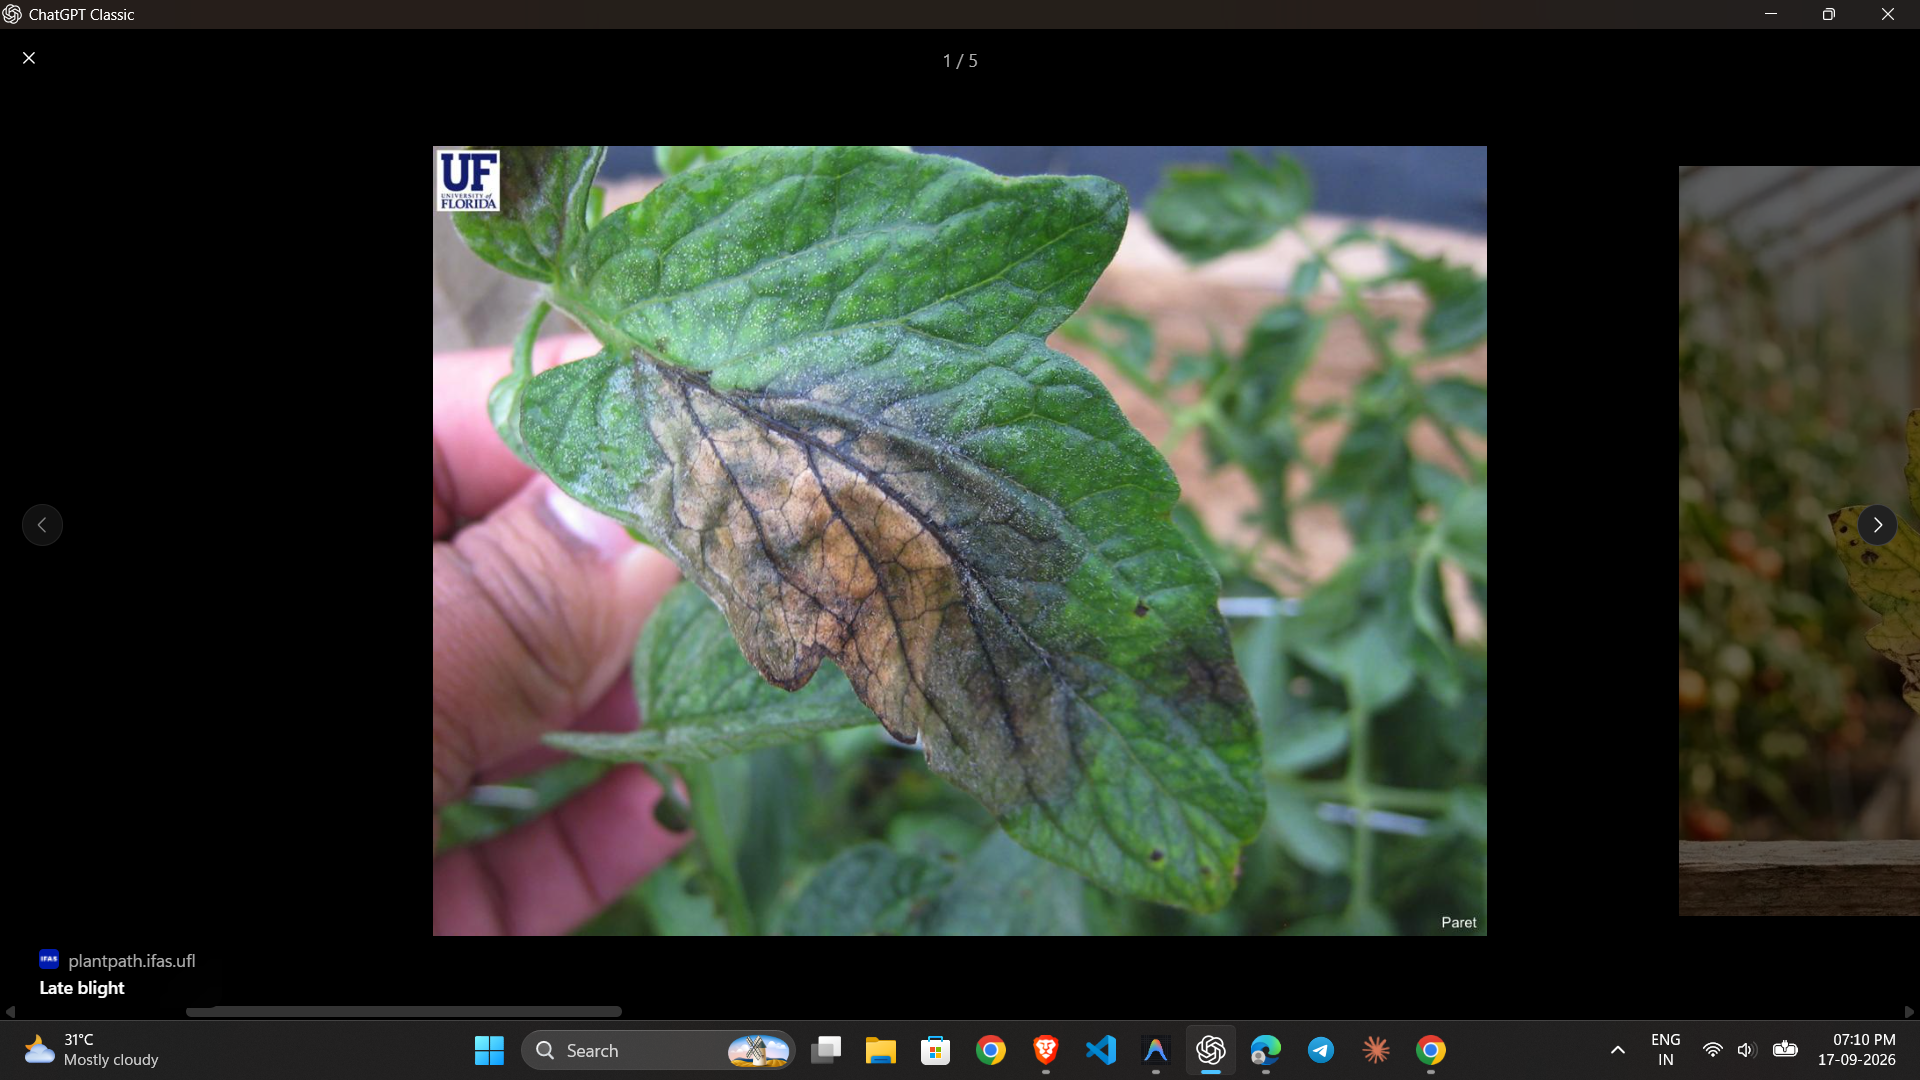 ChatGPT Classic
1 / 5
UF
UNIVERSITY of
FLORIDA
Paret
IFAS
plantpath.ifas.ufl
Late blight
31°C
Mostly cloudy
Search
ENG
IN
07:10 PM
17-09-2026